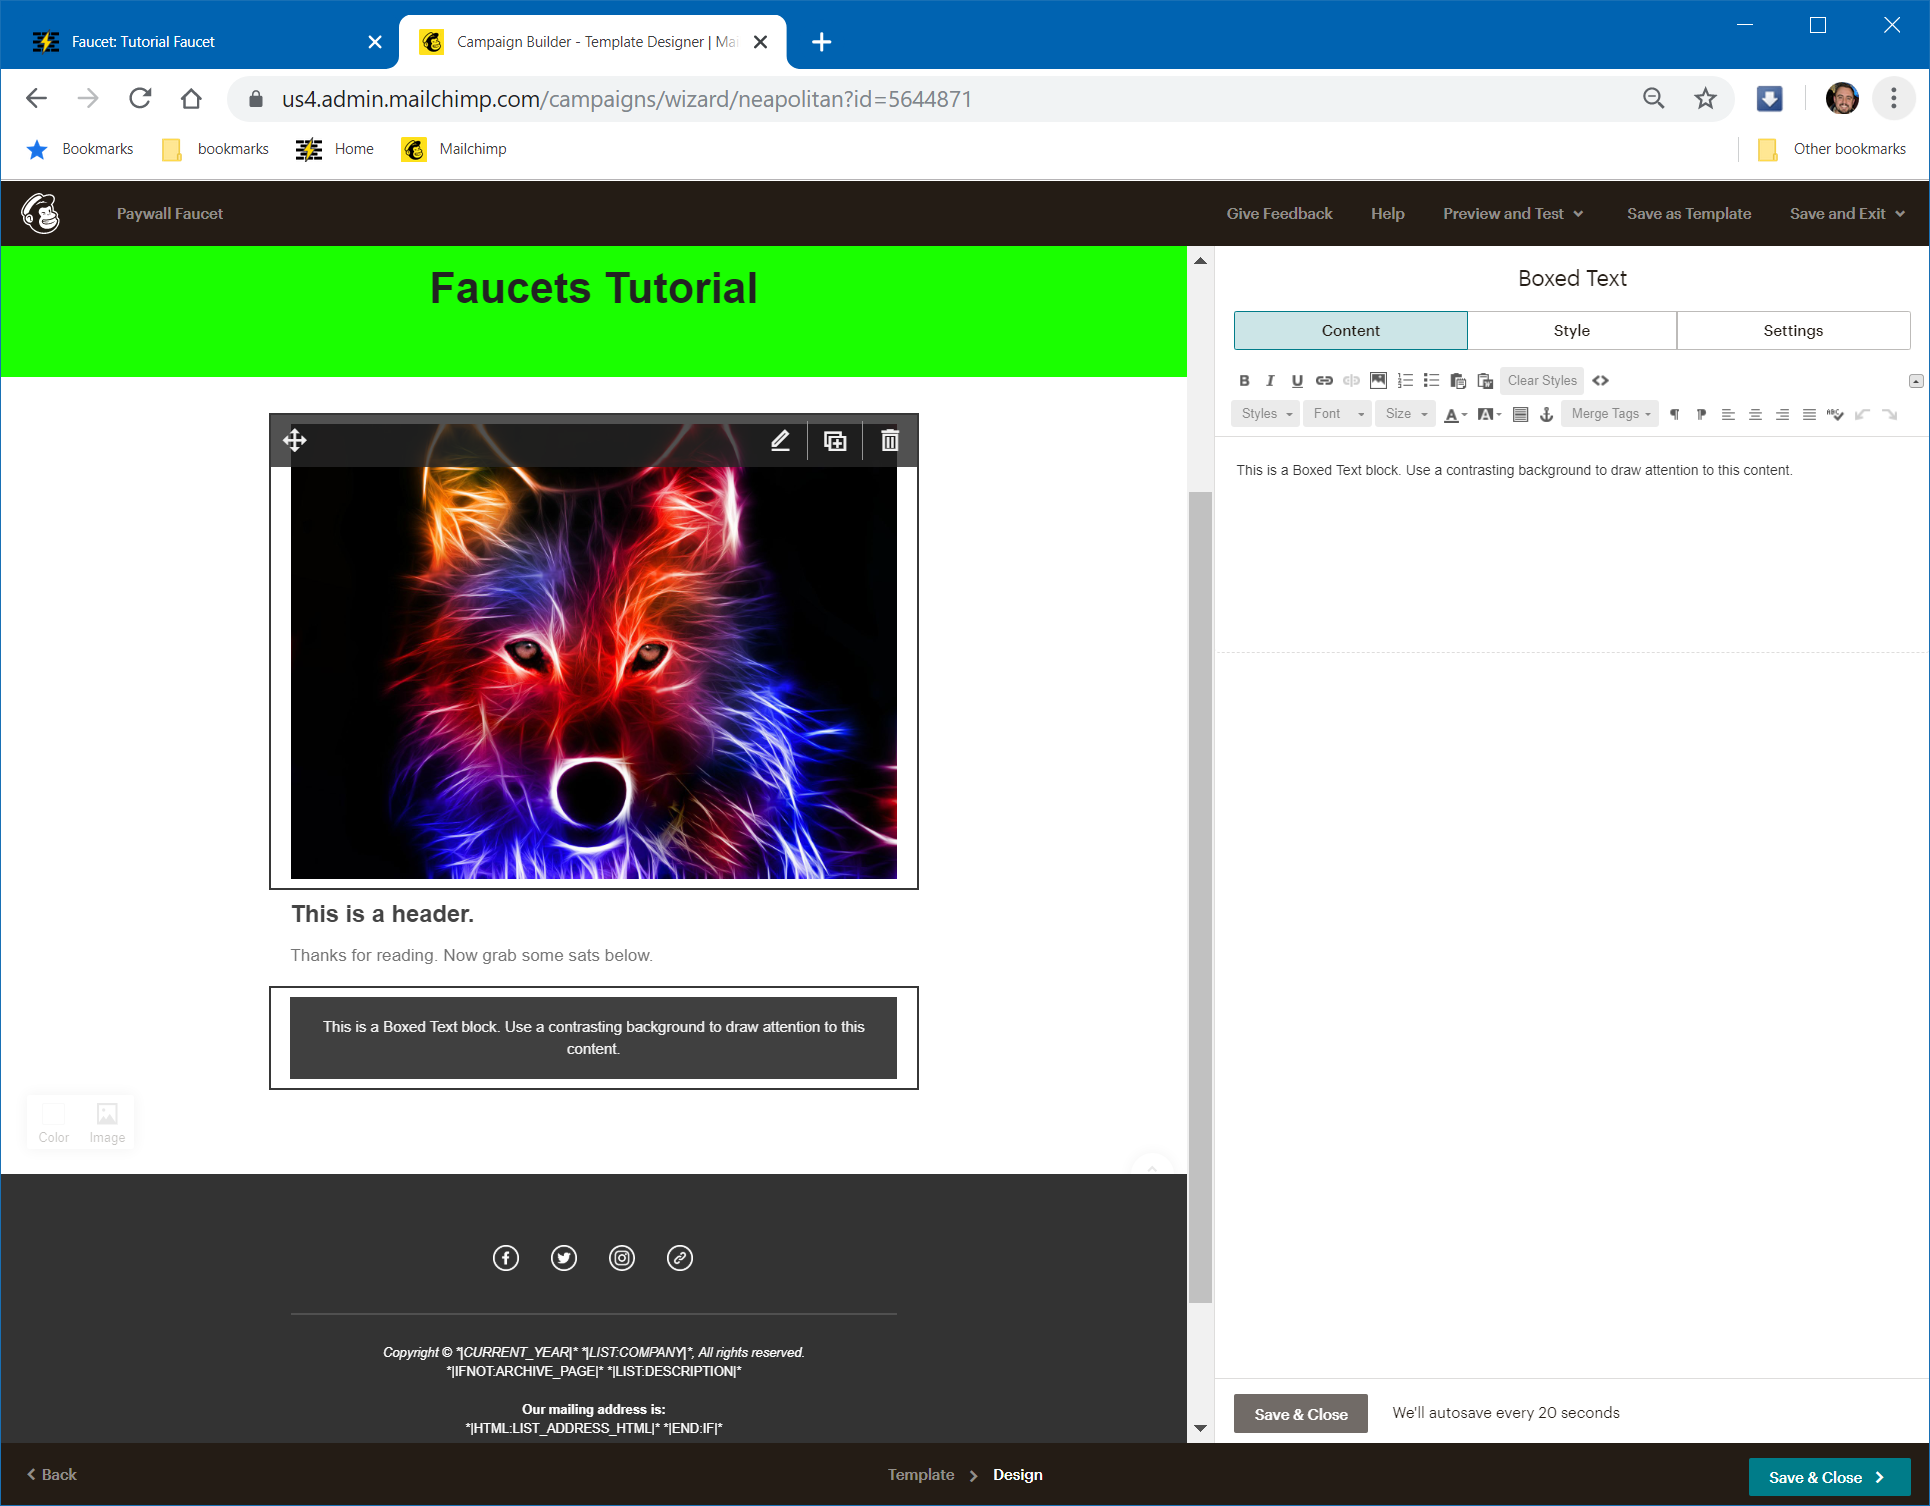 Faucet: Tutorial Faucet
Campaign Builder - Template Designer | Mai
us4.admin.mailchimp.com/campaigns/wizard/neapolitan?id=5644871
Bookmarks
bookmarks
Home
Mailchimp
Other bookmarks
Paywall Faucet
Give Feedback
Help
Preview and Test
Save as Template
Save and Exit
Faucets Tutorial
Boxed Text
Content
Style
Settings
B I U
Clear Styles
Styles
Font
Size
A
A
Merge Tags
ABC
This is a Boxed Text block. Use a contrasting background to draw attention to this content.
This is a header.
Thanks for reading. Now grab some sats below.
This is a Boxed Text block. Use a contrasting background to draw attention to this
content.
Color
Image
Copyright © *|CURRENT_YEAR|* *|LIST:COMPANY|*, All rights reserved.
*|IFNOT:ARCHIVE_PAGE|* *|LIST:DESCRIPTION|*
Our mailing address is:
*|HTML:LIST_ADDRESS_HTML|* *|END:IF|*
Save & Close
We'll autosave every 20 seconds
Back
Template
Design
Save & Close